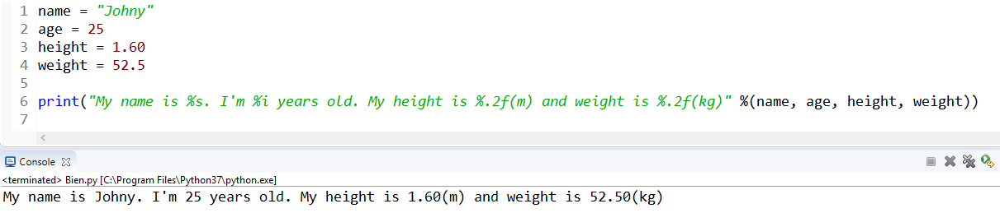 1 name = "Johny"
2 age = 25
3 height = 1.60
4 weight = 52.5
5
6 print("My name is %s. I'm %i years old. My height is %.2f(m) and weight is %.2f(kg)" %(name, age, height, weight))
7
Console
<terminated> Bien.py [C:\Program Files\Python37\python.exe]
My name is Johny. I'm 25 years old. My height is 1.60(m) and weight is 52.50(kg)